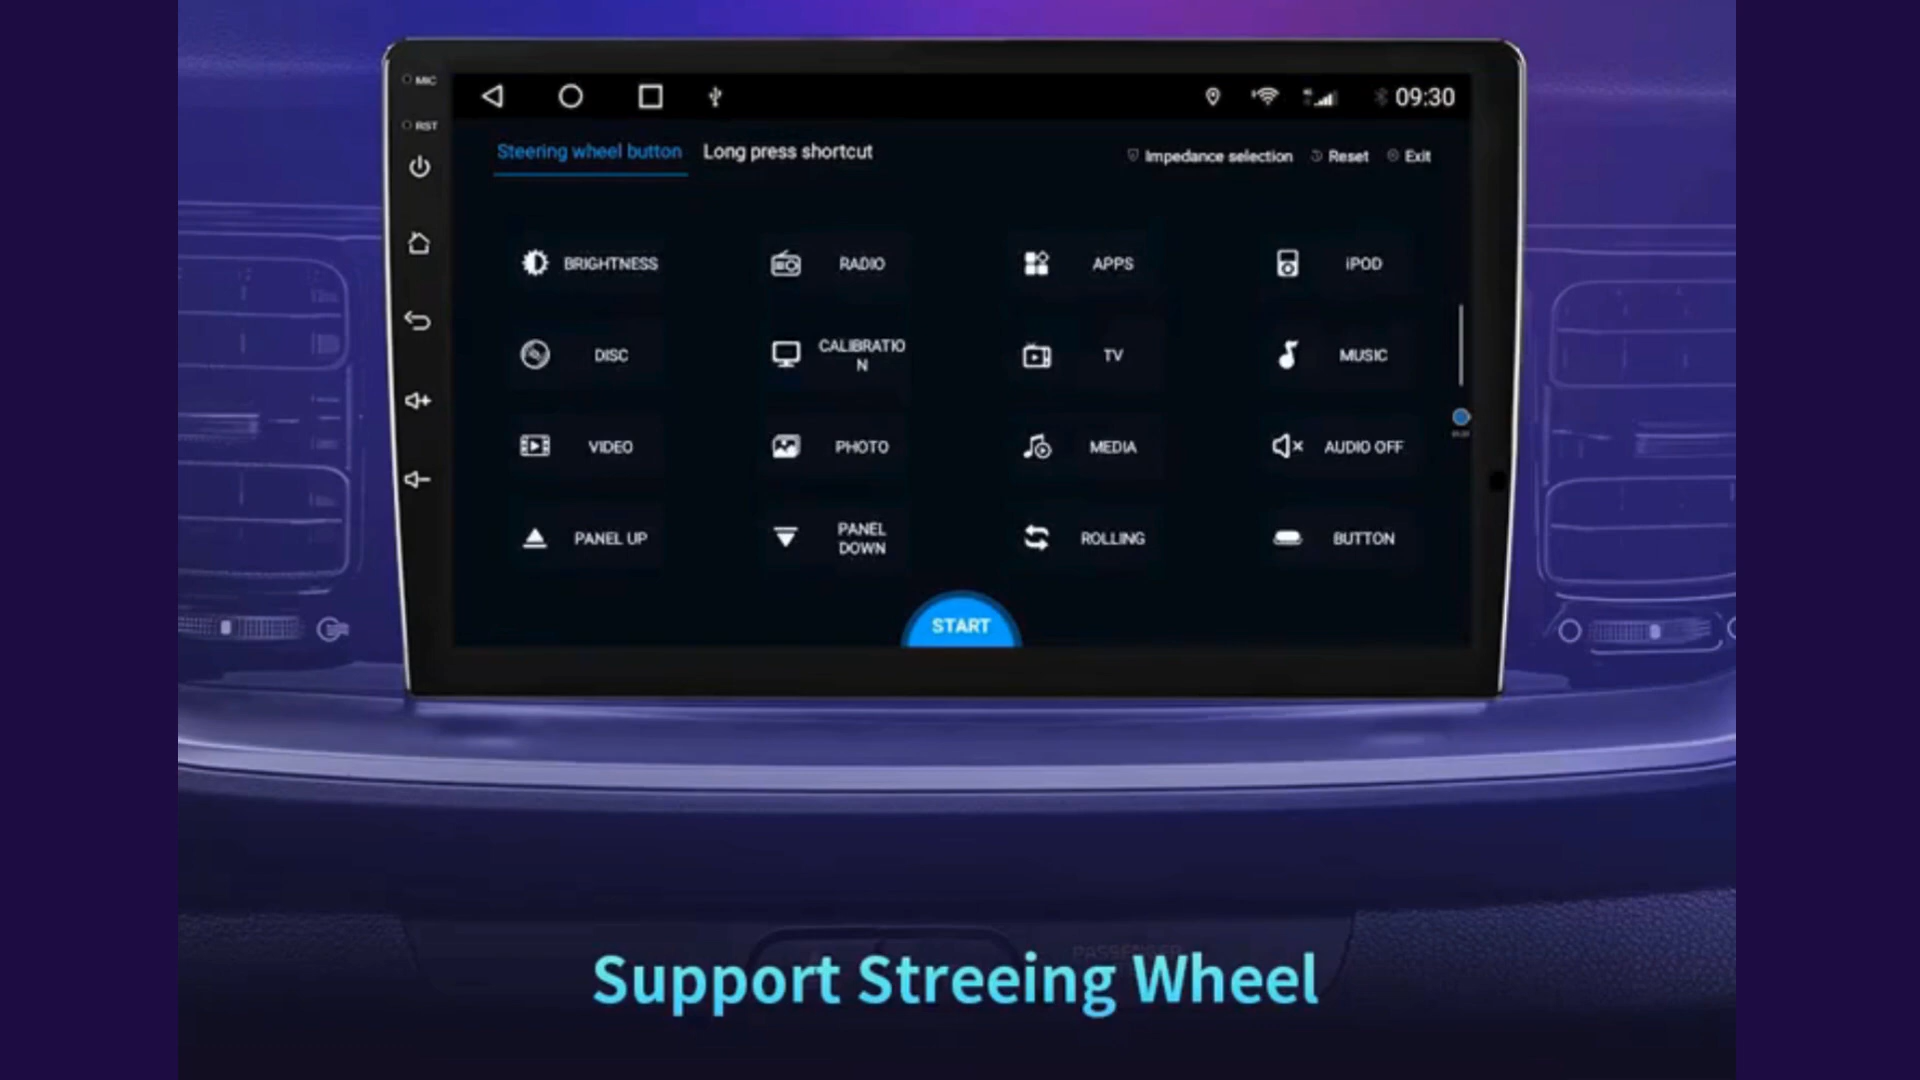 MIC
RST
09:30
Steering wheel button
Long press shortcut
Impedance selection
Reset
Exit
BRIGHTNESS
RADIO
APPS
iPOD
DISC
CALIBRATIO
N
TV
MUSIC
VIDEO
PHOTO
MEDIA
AUDIO OFF
PANEL UP
PANEL
DOWN
ROLLING
BUTTON
START
PASSENGER
Support Streeing Wheel